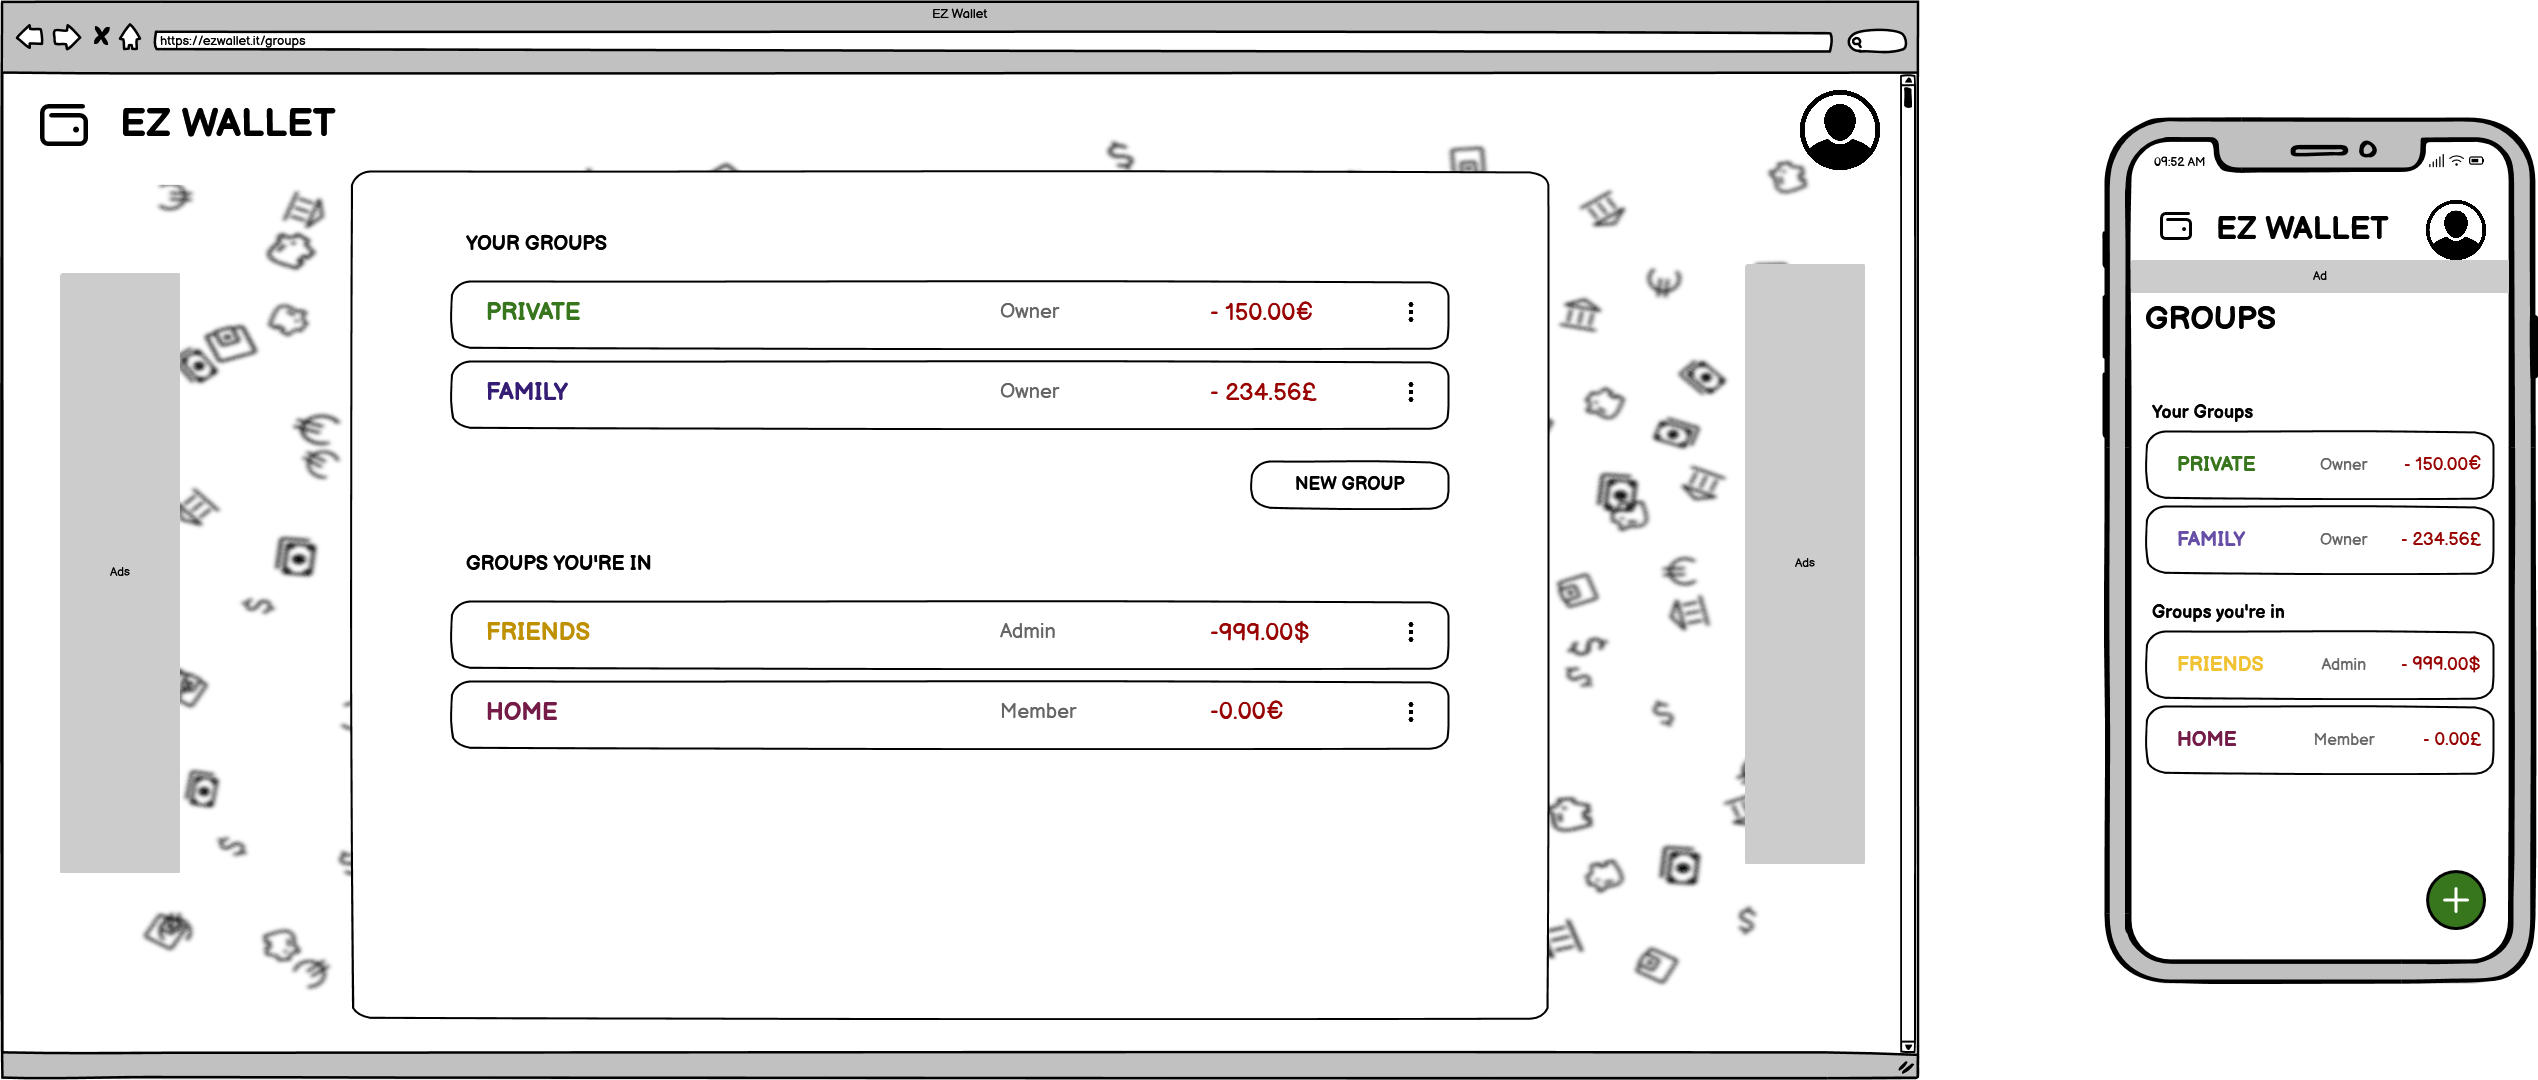 EZ Wallet
https://ezwallet.it/groups
EZ WALLET
YOUR GROUPS
PRIVATE Owner - 150.00€
FAMILY Owner - 234.56£
NEW GROUP
GROUPS YOU'RE IN
FRIENDS Admin -999.00$
HOME Member -0.00€
Ads
Ads
09:52 AM
EZ WALLET
Ad
GROUPS
Your Groups
PRIVATE Owner - 150.00€
FAMILY Owner - 234.56£
Groups you're in
FRIENDS Admin - 999.00$
HOME Member - 0.00£